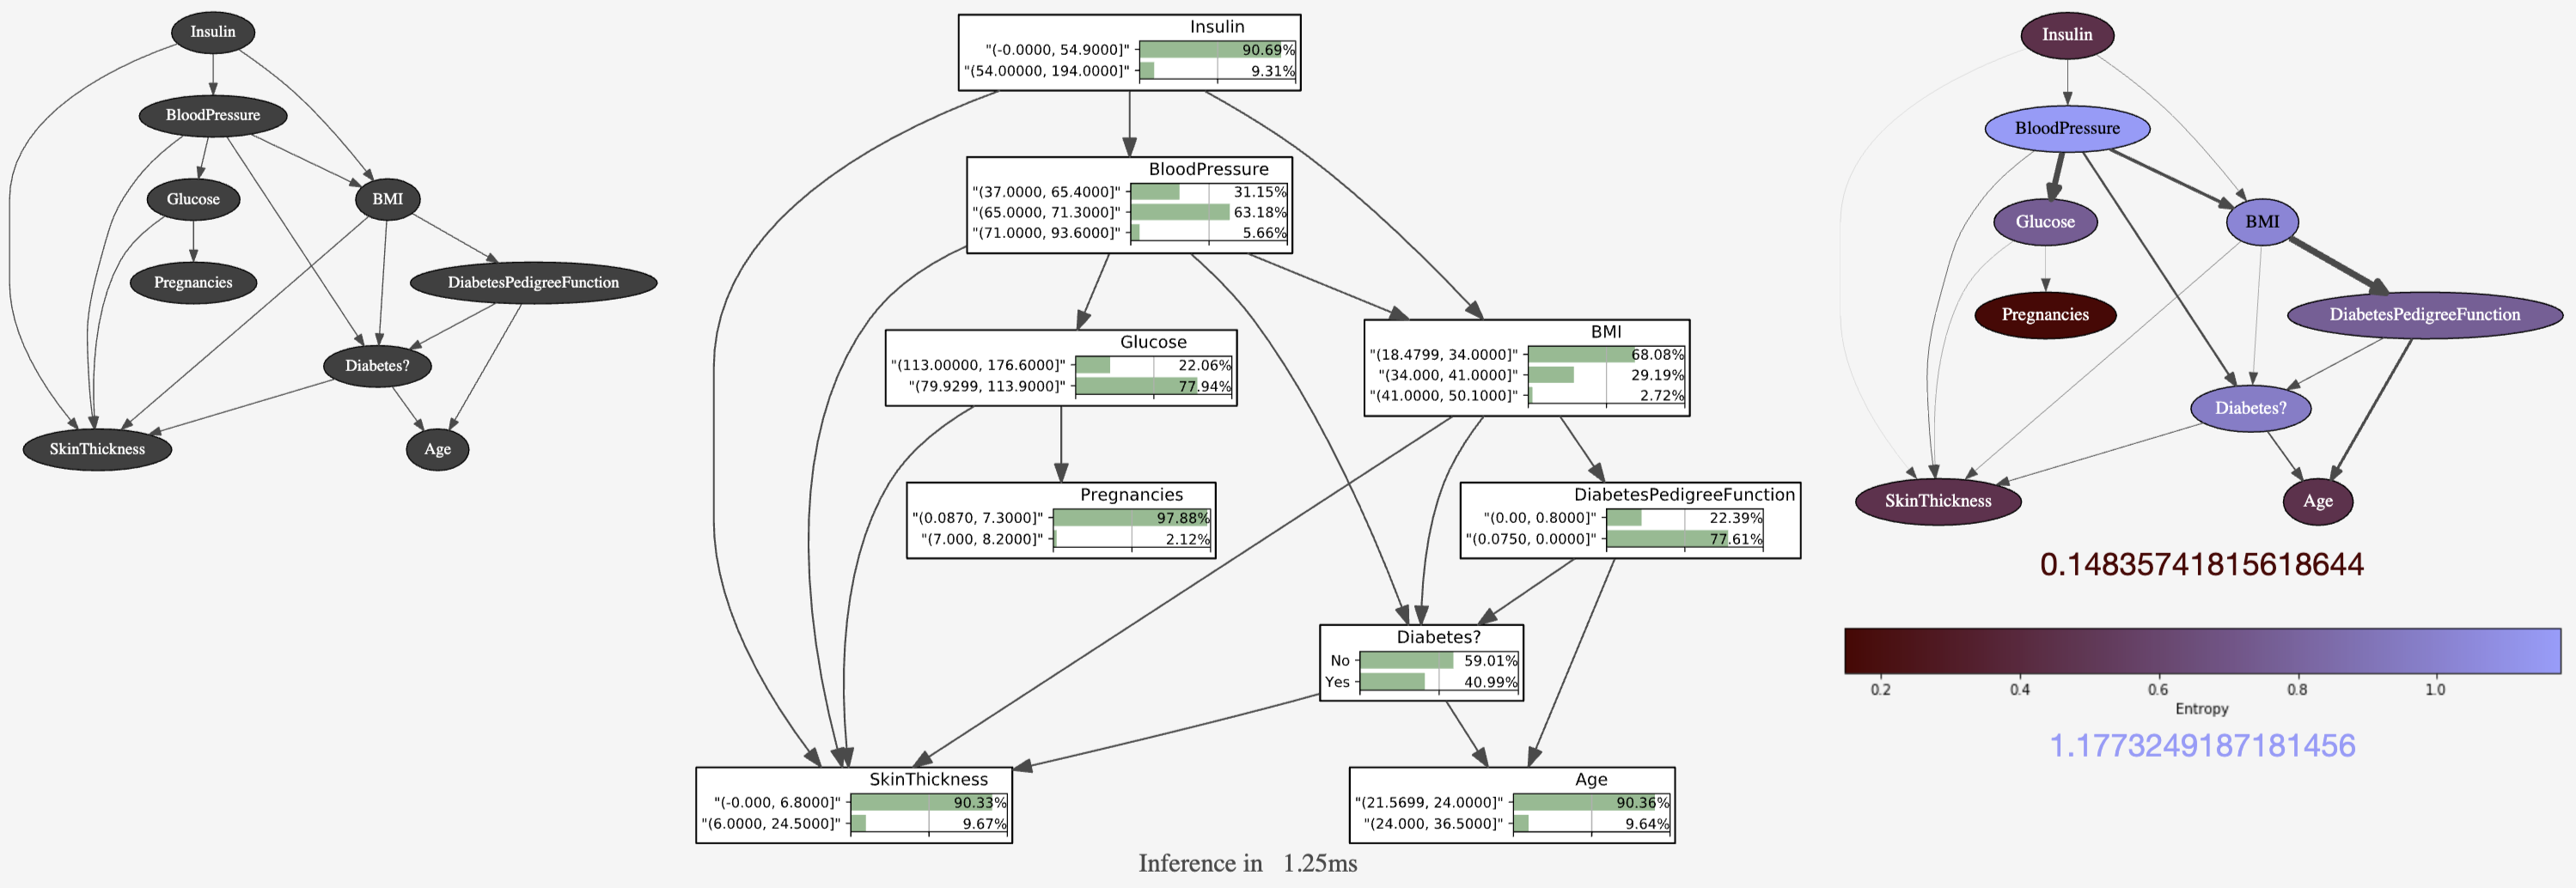 Insulin
BloodPressure
Glucose
BMI
Pregnancies
DiabetesPedigreeFunction
Diabetes?
SkinThickness
Age
Insulin
"(-0.0000, 54.9000]" 90.69%
"(54.00000, 194.0000]" 9.31%
BloodPressure
"(37.0000, 65.4000]" 31.15%
"(65.0000, 71.3000]" 63.18%
"(71.0000, 93.6000]" 5.66%
Glucose
"(113.00000, 176.6000]" 22.06%
"(79.9299, 113.9000]" 77.94%
BMI
"(18.4799, 34.0000]" 68.08%
"(34.000, 41.0000]" 29.19%
"(41.0000, 50.1000]" 2.72%
Pregnancies
"(0.0870, 7.3000]" 97.88%
"(7.000, 8.2000]" 2.12%
DiabetesPedigreeFunction
"(0.00, 0.8000]" 22.39%
"(0.0750, 0.0000]" 77.61%
Diabetes?
No 59.01%
Yes 40.99%
SkinThickness
"(-0.000, 6.8000]" 90.33%
"(6.0000, 24.5000]" 9.67%
Age
"(21.5699, 24.0000]" 90.36%
"(24.000, 36.5000]" 9.64%
Inference in 1.25ms
Insulin
BloodPressure
Glucose
BMI
Pregnancies
DiabetesPedigreeFunction
Diabetes?
SkinThickness
Age
0.14835741815618644
0.2 0.4 0.6 0.8 1.0
Entropy
1.1773249187181456